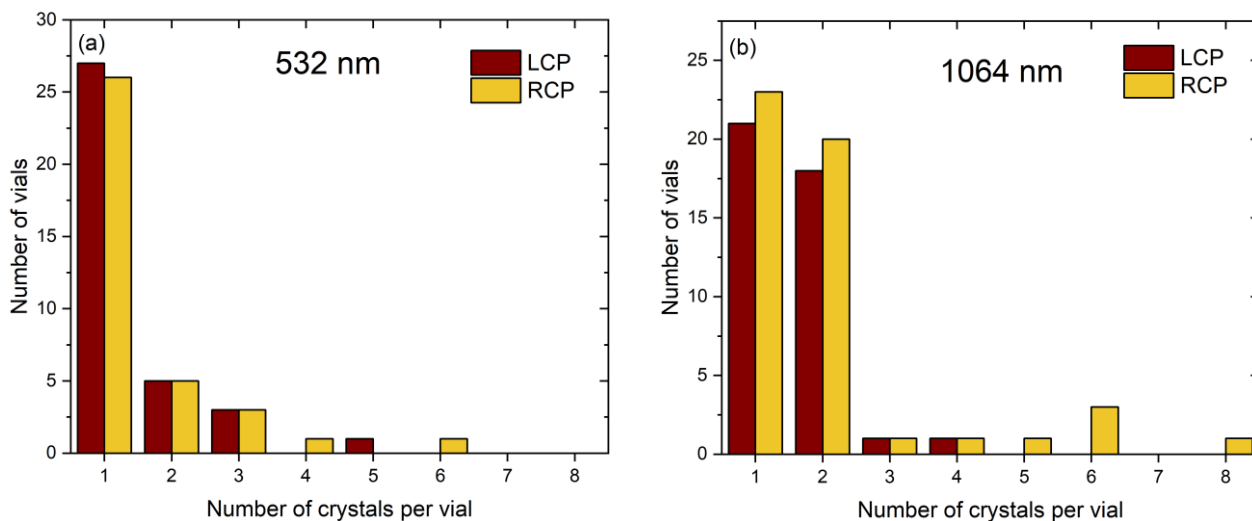 (a)
532 nm
LCP
RCP
30
25
20
15
10
5
0
Number of vials
1 2 3 4 5 6 7 8
Number of crystals per vial
(b)
1064 nm
LCP
RCP
25
20
15
10
5
0
Number of vials
1 2 3 4 5 6 7 8
Number of crystals per vial